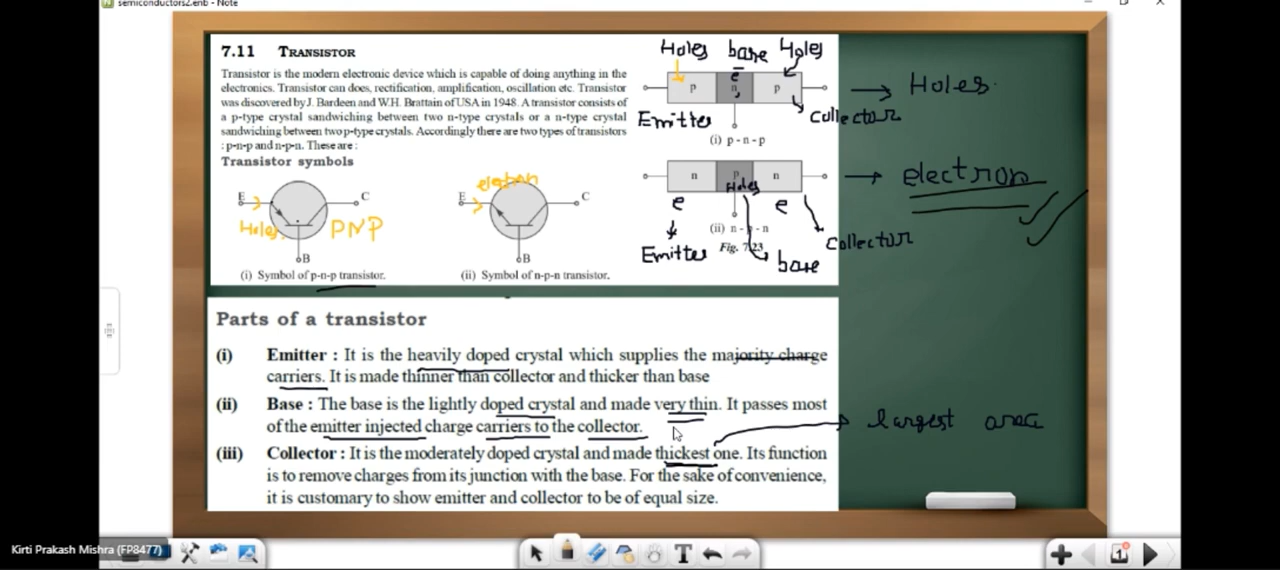 semiconductors2.enb - Note
7.11 TRANSISTOR
Transistor is the modern electronic device which is capable of doing anything in the
electronics. Transistor can does, rectification, amplification, oscillation etc. Transistor
was discovered by J. Bardeen and W.H. Brattain of USA in 1948. A transistor consists of
a p-type crystal sandwiching between two n-type crystals or a n-type crystal
sandwiching between two p-type crystals. Accordingly there are two types of transistors
: p-n-p and n-p-n. These are :
Transistor symbols
E C
Holes PNP
B
(i) Symbol of p-n-p transistor.
electron
E C
B
(ii) Symbol of n-p-n transistor.
Holes base Holes
e
p n p
Emitter Collector
(i) p-n-p
n p n
Holes
e e
(ii) n-p-n
Emitter Fig. 7.23 base Collector
Holes
electron
Parts of a transistor
(i) Emitter : It is the heavily doped crystal which supplies the majority charge
carriers. It is made thinner than collector and thicker than base
(ii) Base : The base is the lightly doped crystal and made very thin. It passes most
of the emitter injected charge carriers to the collector.
largest area
(iii) Collector : It is the moderately doped crystal and made thickest one. Its function
is to remove charges from its junction with the base. For the sake of convenience,
it is customary to show emitter and collector to be of equal size.
Kirti Prakash Mishra (FP8477)
T
1